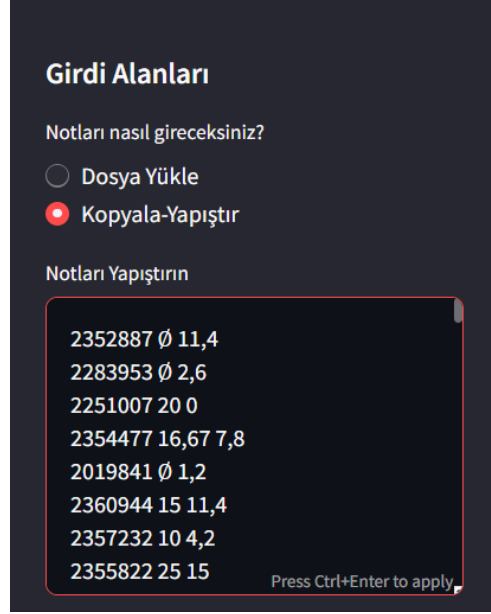 Girdi Alanları
Notları nasıl gireceksiniz?
Dosya Yükle
Kopyala-Yapıştır
Notları Yapıştırın
2352887 Ø 11,4
2283953 Ø 2,6
2251007 20 0
2354477 16,67 7,8
2019841 Ø 1,2
2360944 15 11,4
2357232 10 4,2
2355822 25 15
Press Ctrl+Enter to apply